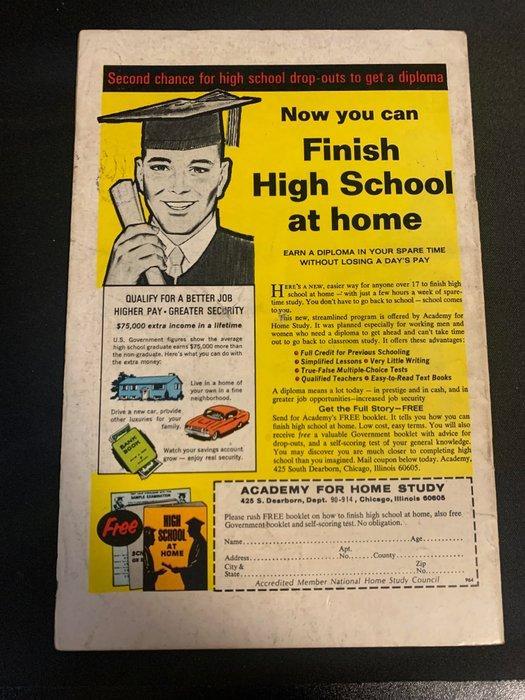 Second chance for high school drop-outs to get a diploma
Now you can
Finish
High School
at home
EARN A DIPLOMA IN YOUR SPARE TIME
WITHOUT LOSING A DAY'S PAY
HERE'S A NEW, easier way for anyone over 17 to finish high
school at home — with just a few hours a week of spare-
time study. You don't have to go back to school — school comes
to you.
This new, streamlined program is offered by Academy for
Home Study. It was planned especially for working men and
women who need a diploma to get ahead and can't take time
out to go back to classroom study. It offers these advantages:
• Full Credit for Previous Schooling
• Simplified Lessons • Very Little Writing
• True-False Multiple-Choice Tests
• Qualified Teachers • Easy-to-Read Text Books
A diploma means a lot today — in prestige and in cash, and in
greater job opportunities—increased job security
Get the Full Story—FREE
Send for Academy's FREE booklet. It tells you how you can
finish high school at home. Low cost, easy terms. You will also
receive free a valuable Government booklet with advice for
drop-outs, and a self-scoring test of your general knowledge.
You may discover you are much closer to completing high
school than you imagined. Mail coupon below today. Academy,
425 South Dearborn, Chicago, Illinois 60605.
QUALIFY FOR A BETTER JOB
HIGHER PAY • GREATER SECURITY
$75,000 extra income in a lifetime
U.S. Government figures show the average
high school graduate earns $75,000 more than
the non-graduate. Here's what you can do with
the extra money:
Live in a home of
your own in a fine
neighborhood.
Drive a new car, provide
other luxuries for your
family.
BANK
BOOK
Watch your savings account
grow — enjoy real security.
SAMPLE EXAMINATION
Free
HIGH
SCHOOL
AT
HOME
ACADEMY FOR HOME STUDY
425 S. Dearborn, Dept. 90-914, Chicago, Illinois 60605
Please rush FREE booklet on how to finish high school at home, also free
Government booklet and self-scoring test. No obligation.
Name Age
Address Apt. No. County
City & State Zip No.
Accredited Member National Home Study Council
964